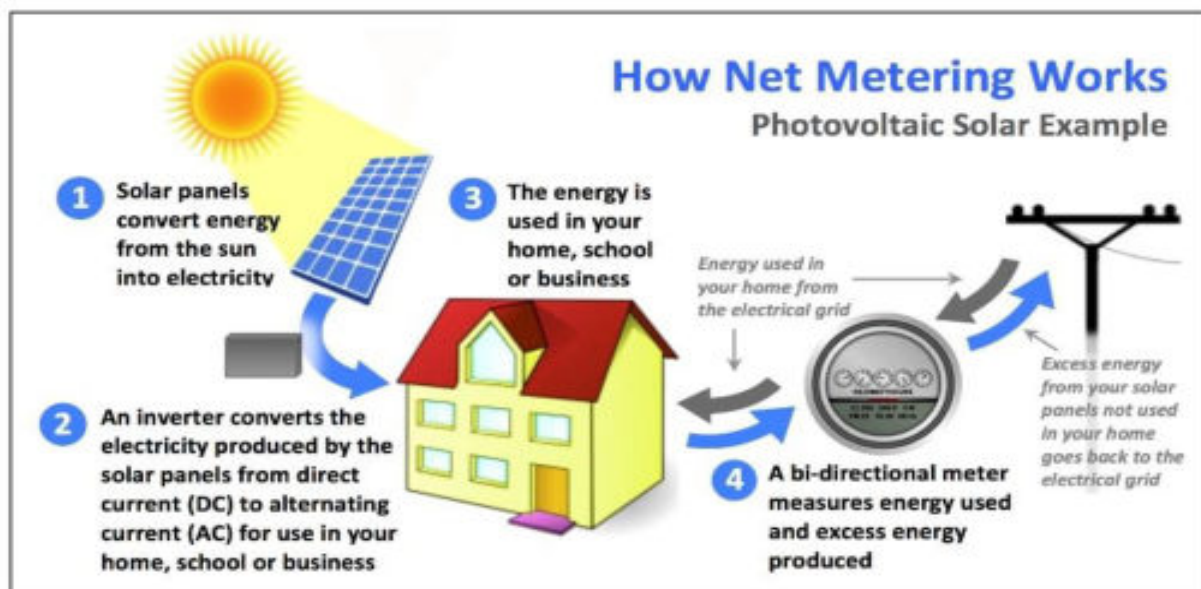 How Net Metering Works
Photovoltaic Solar Example
1
Solar panels
convert energy
from the sun
into electricity
2
An inverter converts the
electricity produced by the
solar panels from direct
current (DC) to alternating
current (AC) for use in your
home, school or business
3
The energy is
used in your
home, school
or business
Energy used in
your home from
the electrical grid
4
A bi-directional meter
measures energy used
and excess energy
produced
Excess energy
from your solar
panels not used
in your home
goes back to the
electrical grid